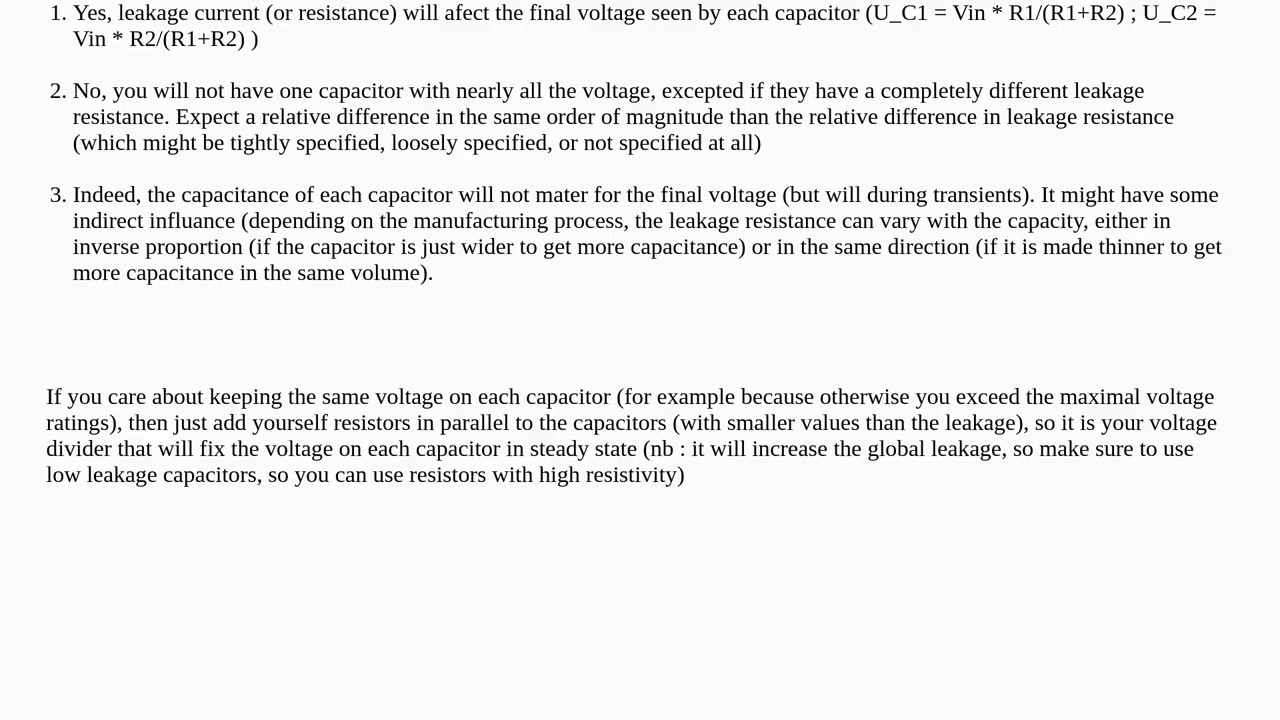 1. Yes, leakage current (or resistance) will afect the final voltage seen by each capacitor (U_C1 = Vin * R1/(R1+R2) ; U_C2 =
Vin * R2/(R1+R2) )
2. No, you will not have one capacitor with nearly all the voltage, excepted if they have a completely different leakage
resistance. Expect a relative difference in the same order of magnitude than the relative difference in leakage resistance
(which might be tightly specified, loosely specified, or not specified at all)
3. Indeed, the capacitance of each capacitor will not mater for the final voltage (but will during transients). It might have some
indirect influance (depending on the manufacturing process, the leakage resistance can vary with the capacity, either in
inverse proportion (if the capacitor is just wider to get more capacitance) or in the same direction (if it is made thinner to get
more capacitance in the same volume).
If you care about keeping the same voltage on each capacitor (for example because otherwise you exceed the maximal voltage
ratings), then just add yourself resistors in parallel to the capacitors (with smaller values than the leakage), so it is your voltage
divider that will fix the voltage on each capacitor in steady state (nb : it will increase the global leakage, so make sure to use
low leakage capacitors, so you can use resistors with high resistivity)